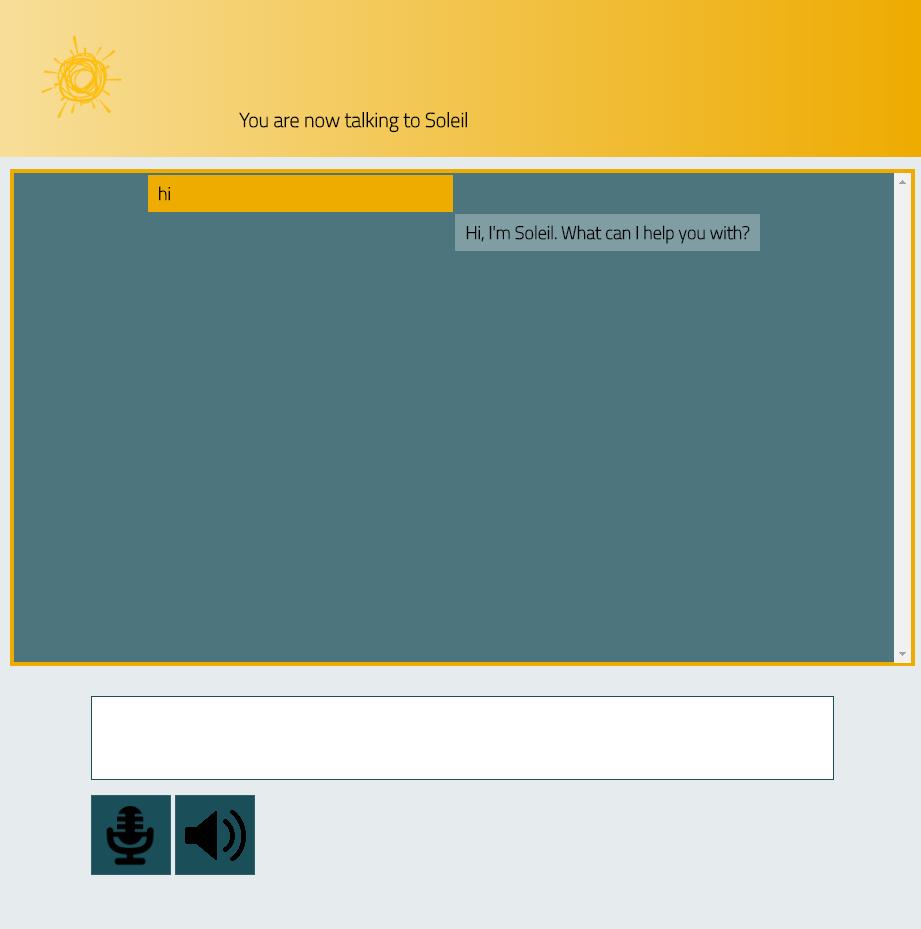 You are now talking to Soleil
hi
Hi, I'm Soleil. What can I help you with?